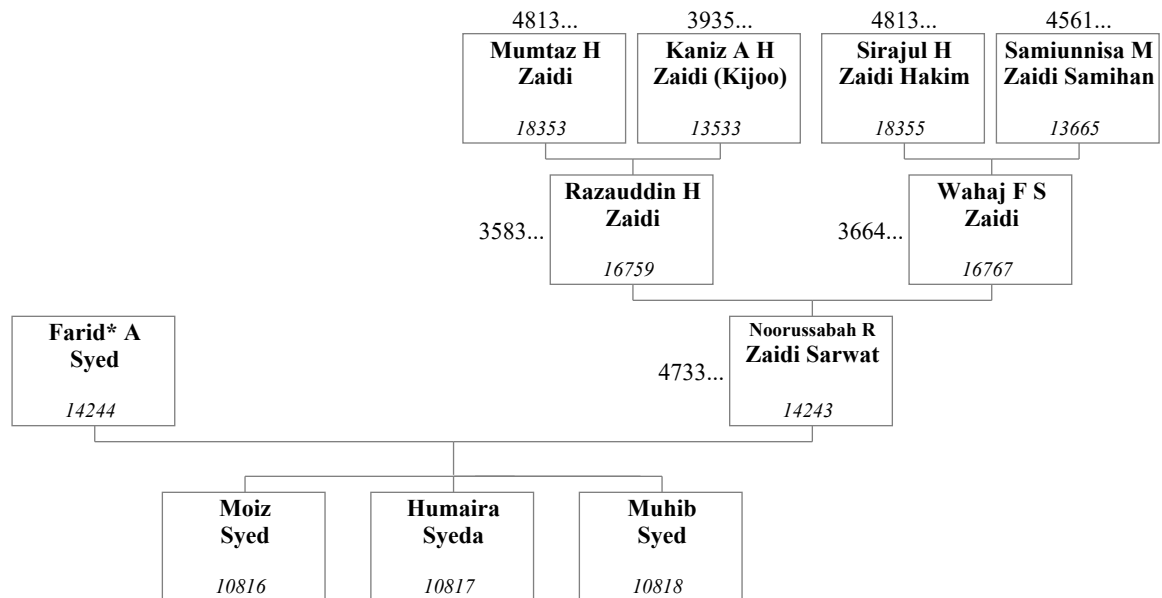 4813...
3935...
4813...
4561...
Mumtaz H
Zaidi
18353
Kaniz A H
Zaidi (Kijoo)
13533
Sirajul H
Zaidi Hakim
18355
Samiunnisa M
Zaidi Samihan
13665
3583...
Razauddin H
Zaidi
16759
3664...
Wahaj F S
Zaidi
16767
Farid* A
Syed
14244
4733...
Noorussabah R
Zaidi Sarwat
14243
Moiz
Syed
10816
Humaira
Syeda
10817
Muhib
Syed
10818